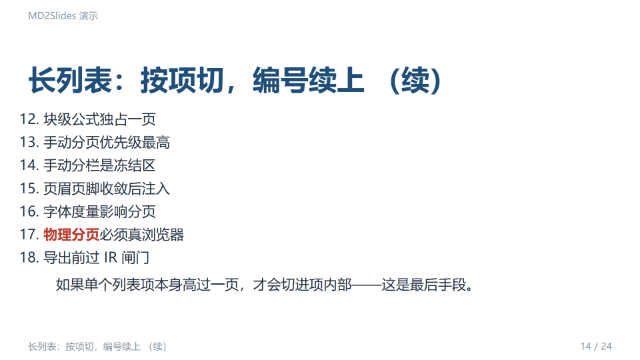 MD2Slides 演示
长列表：按项切，编号续上 （续）
12. 块级公式独占一页
13. 手动分页优先级最高
14. 手动分栏是冻结区
15. 页眉页脚收敛后注入
16. 字体度量影响分页
17. 物理分页必须真浏览器
18. 导出前过 IR 闸门
如果单个列表项本身高过一页，才会切进项内部——这是最后手段。
长列表：按项切，编号续上 （续）
14 / 24